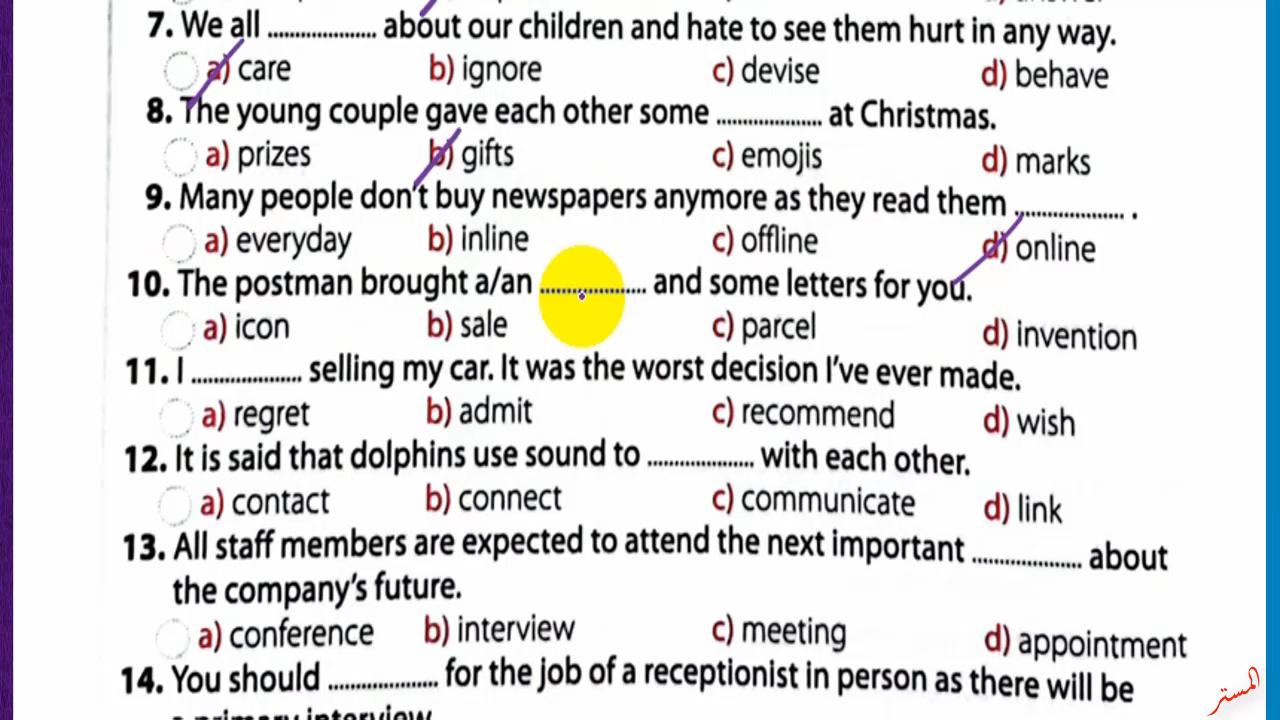 7. We all .................... about our children and hate to see them hurt in any way.
a) care b) ignore c) devise d) behave
8. The young couple gave each other some .................... at Christmas.
a) prizes b) gifts c) emojis d) marks
9. Many people don't buy newspapers anymore as they read them .................... .
a) everyday b) inline c) offline d) online
10. The postman brought a/an .................... and some letters for you.
a) icon b) sale c) parcel d) invention
11. I .................... selling my car. It was the worst decision I've ever made.
a) regret b) admit c) recommend d) wish
12. It is said that dolphins use sound to .................... with each other.
a) contact b) connect c) communicate d) link
13. All staff members are expected to attend the next important .................... about
the company's future.
a) conference b) interview c) meeting d) appointment
14. You should .................... for the job of a receptionist in person as there will be
a primary interview.
المستر